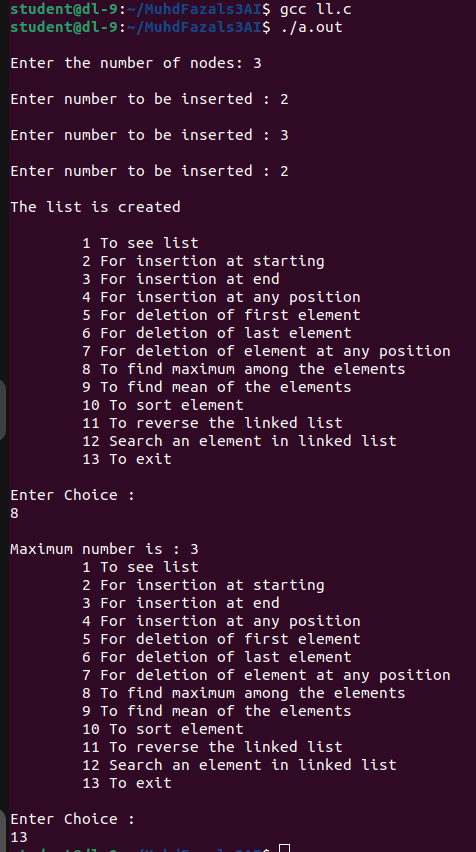 student@dl-9:~/MuhdFazals3AI$ gcc ll.c
student@dl-9:~/MuhdFazals3AI$ ./a.out
Enter the number of nodes: 3
Enter number to be inserted : 2
Enter number to be inserted : 3
Enter number to be inserted : 2
The list is created
1 To see list
2 For insertion at starting
3 For insertion at end
4 For insertion at any position
5 For deletion of first element
6 For deletion of last element
7 For deletion of element at any position
8 To find maximum among the elements
9 To find mean of the elements
10 To sort element
11 To reverse the linked list
12 Search an element in linked list
13 To exit
Enter Choice :
8
Maximum number is : 3
1 To see list
2 For insertion at starting
3 For insertion at end
4 For insertion at any position
5 For deletion of first element
6 For deletion of last element
7 For deletion of element at any position
8 To find maximum among the elements
9 To find mean of the elements
10 To sort element
11 To reverse the linked list
12 Search an element in linked list
13 To exit
Enter Choice :
13
student@dl-9:~/MuhdFazals3AI$